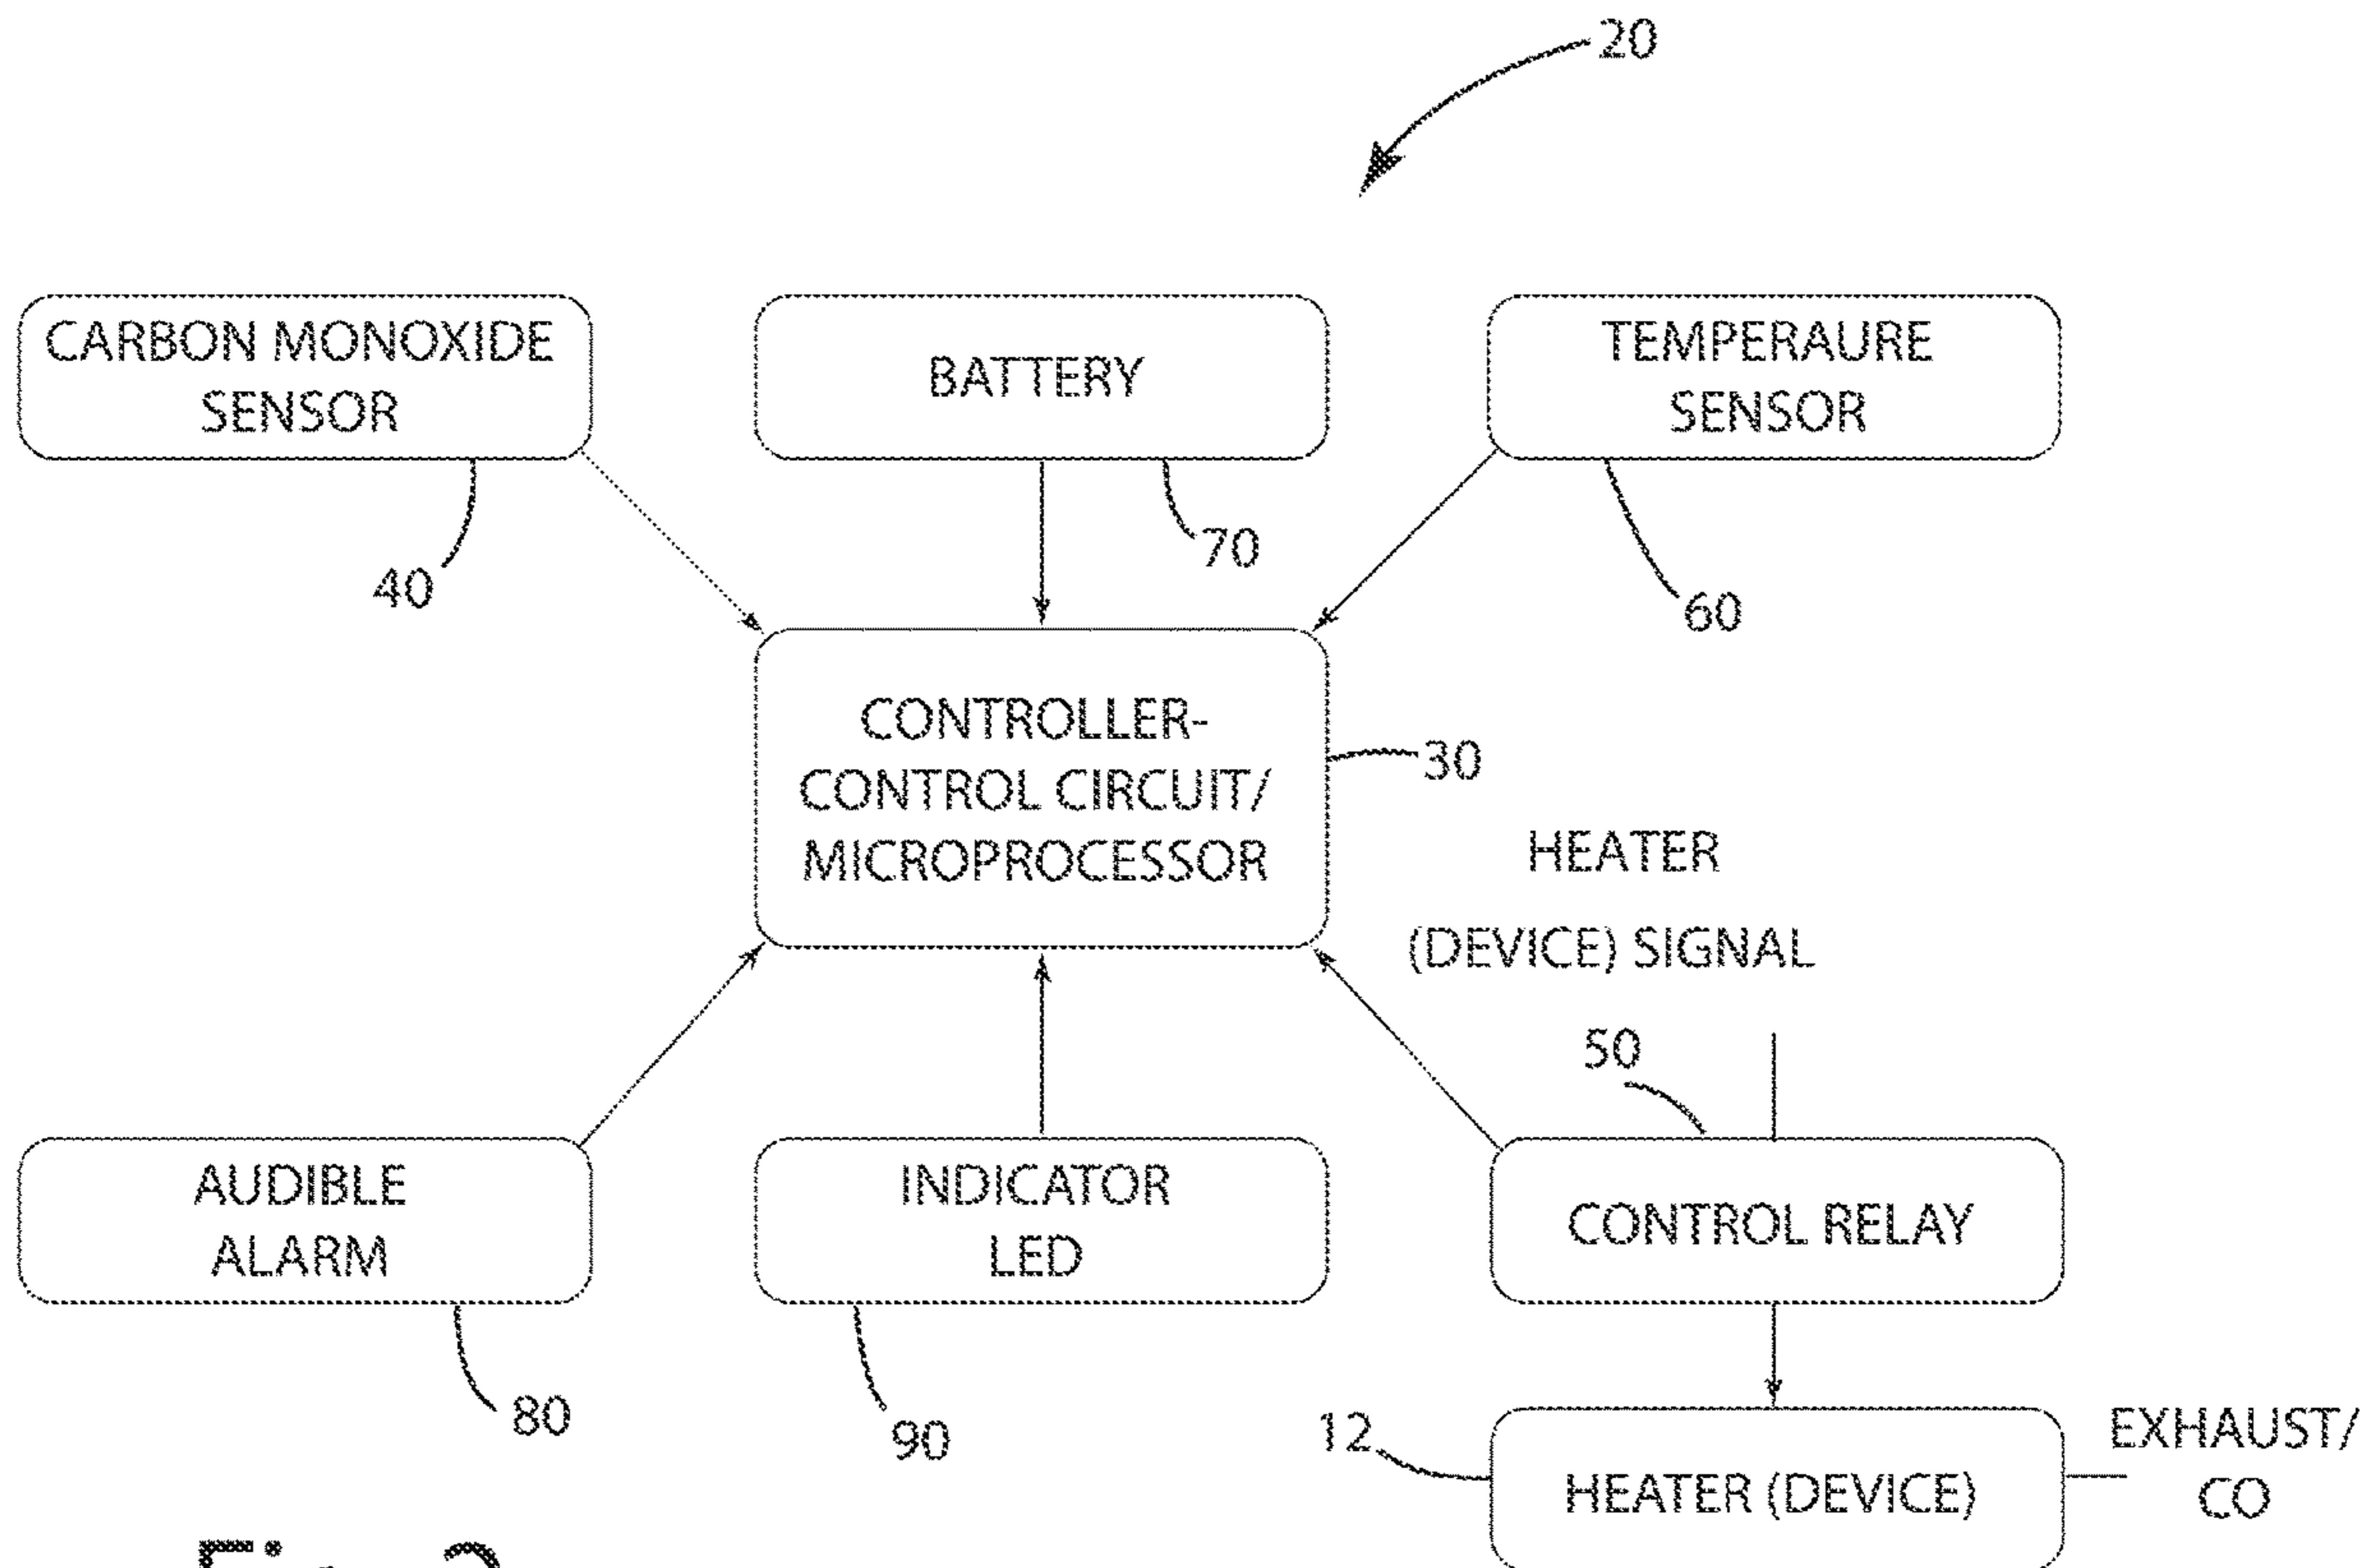 20
CARBON MONOXIDE
SENSOR
BATTERY
TEMPERAURE
SENSOR
40
70
60
CONTROLLER-
CONTROL CIRCUIT/
MICROPROCESSOR
30
HEATER
(DEVICE) SIGNAL
50
AUDIBLE
ALARM
INDICATOR
LED
CONTROL RELAY
80
90
12
HEATER (DEVICE)
EXHAUST/
CO